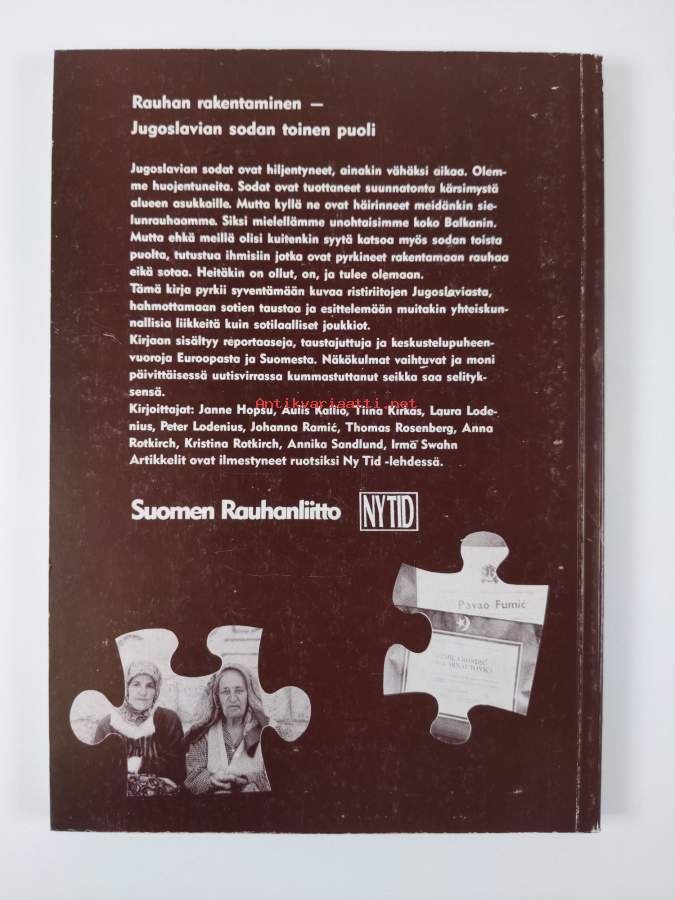 Rauhan rakentaminen –
Jugoslavian sodan toinen puoli
Jugoslavian sodat ovat hiljentyneet, ainakin vähäksi aikaa. Olem-
me huojentuneita. Sodat ovat tuottaneet suunnatonta kärsimystä
alueen asukkaille. Mutta kyllä ne ovat häirinneet meidänkin sie-
lunrauhaamme. Siksi mielellämme unohtaisimme koko Balkanin.
Mutta ehkä meillä olisi kuitenkin syytä katsoa myös sodan toista
puolta, tutustua ihmisiin jotka ovat pyrkineet rakentamaan rauhaa
eikä sotaa. Heitäkin on ollut, on, ja tulee olemaan.
Tämä kirja pyrkii syventämään kuvaa ristiriitojen Jugoslaviasta,
hahmottamaan sotien taustaa ja esittelemään muitakin yhteiskun-
nallisia liikkeitä kuin sotilaalliset joukkiot.
Kirjaan sisältyy reportaaseja, taustajuttuja ja keskustelupuheen-
vuoroja Euroopasta ja Suomesta. Näkökulmat vaihtuvat ja moni
päivittäisessä uutisvirrassa kummastuttanut seikka saa selityk-
sensä.
Antikvariaatti.net
Kirjoittajat: Janne Hopsu, Aulis Kallio, Tiina Kirkas, Laura Lode-
nius, Peter Lodenius, Johanna Ramić, Thomas Rosenberg, Anna
Rotkirch, Kristina Rotkirch, Annika Sandlund, Irma Swahn
Artikkelit ovat ilmestyneet ruotsiksi Ny Tid -lehdessä.
Suomen Rauhanliitto
NY TID
Pavao Fumić